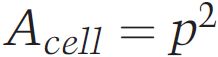 $A_{cell} = p^2$